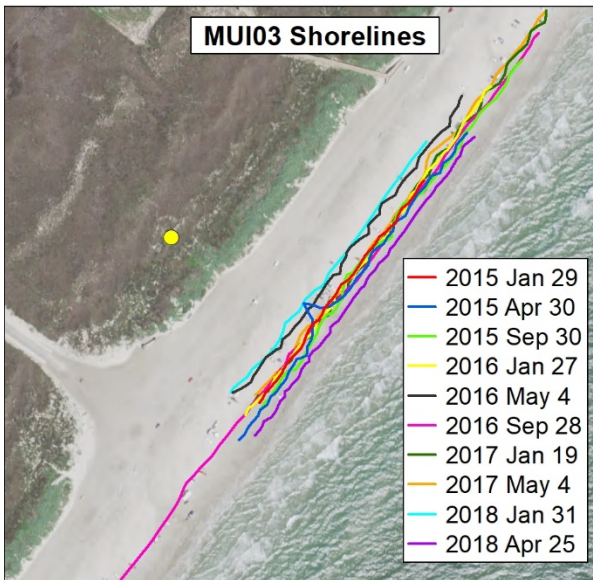 MUI03 Shorelines
2015 Jan 29
2015 Apr 30
2015 Sep 30
2016 Jan 27
2016 May 4
2016 Sep 28
2017 Jan 19
2017 May 4
2018 Jan 31
2018 Apr 25